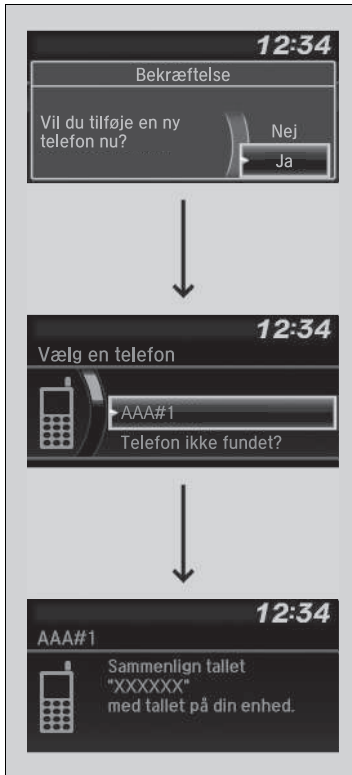 12:34
Bekræftelse
Vil du tilføje en ny
telefon nu?
Nej
Ja
12:34
Vælg en telefon
AAA#1
Telefon ikke fundet?
12:34
AAA#1
Sammenlign tallet
"XXXXXX"
med tallet på din enhed.